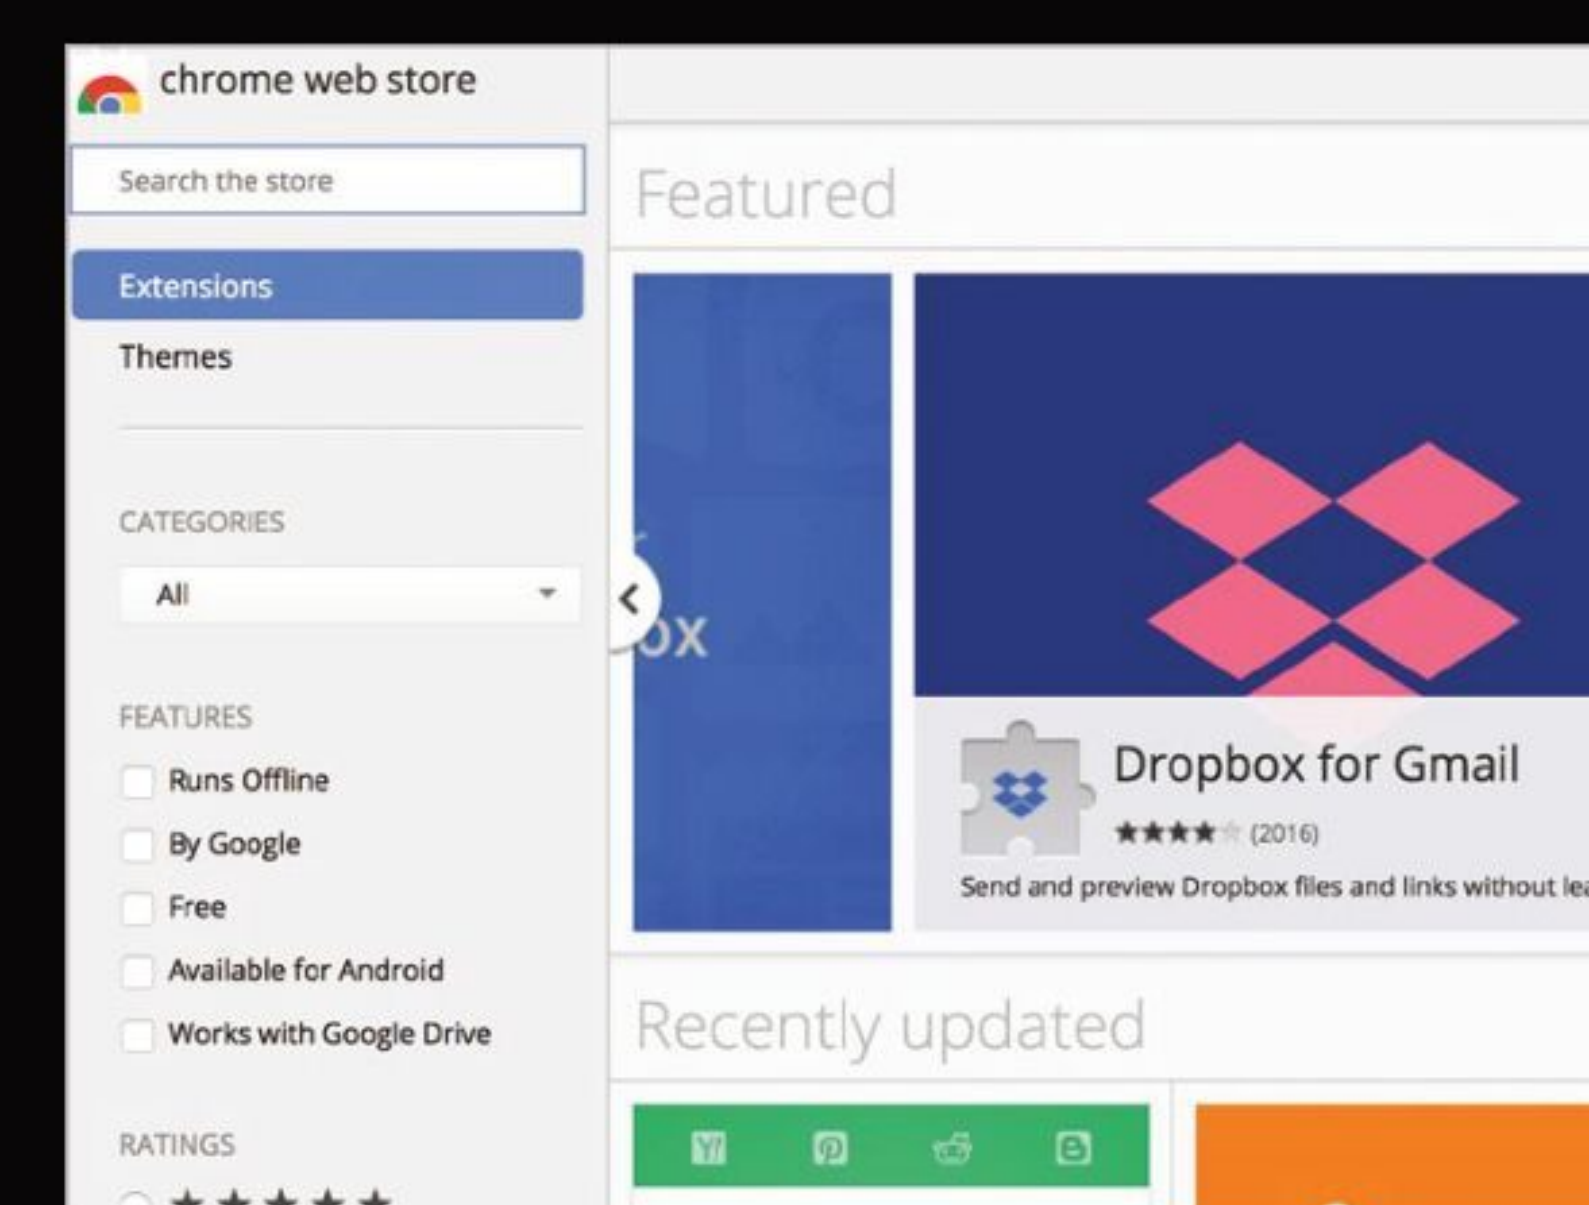 chrome web store
Search the store
Extensions
Themes
CATEGORIES
All
FEATURES
Runs Offline
By Google
Free
Available for Android
Works with Google Drive
RATINGS
Featured
ox
Dropbox for Gmail
(2016)
Send and preview Dropbox files and links without lea
Recently updated
Y!